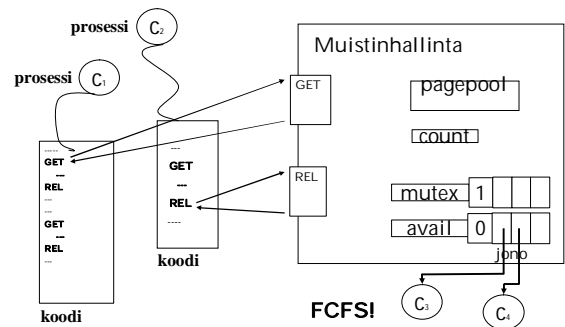 prosessi
C₂
prosessi
C₁
-----
GET
---
REL
---
GET
---
REL
---
koodi
---
GET
---
REL
----
koodi
Muistinhallinta
GET
REL
pagepool
count
mutex 1
avail 0
jono
FCFS!
C₃
C₄